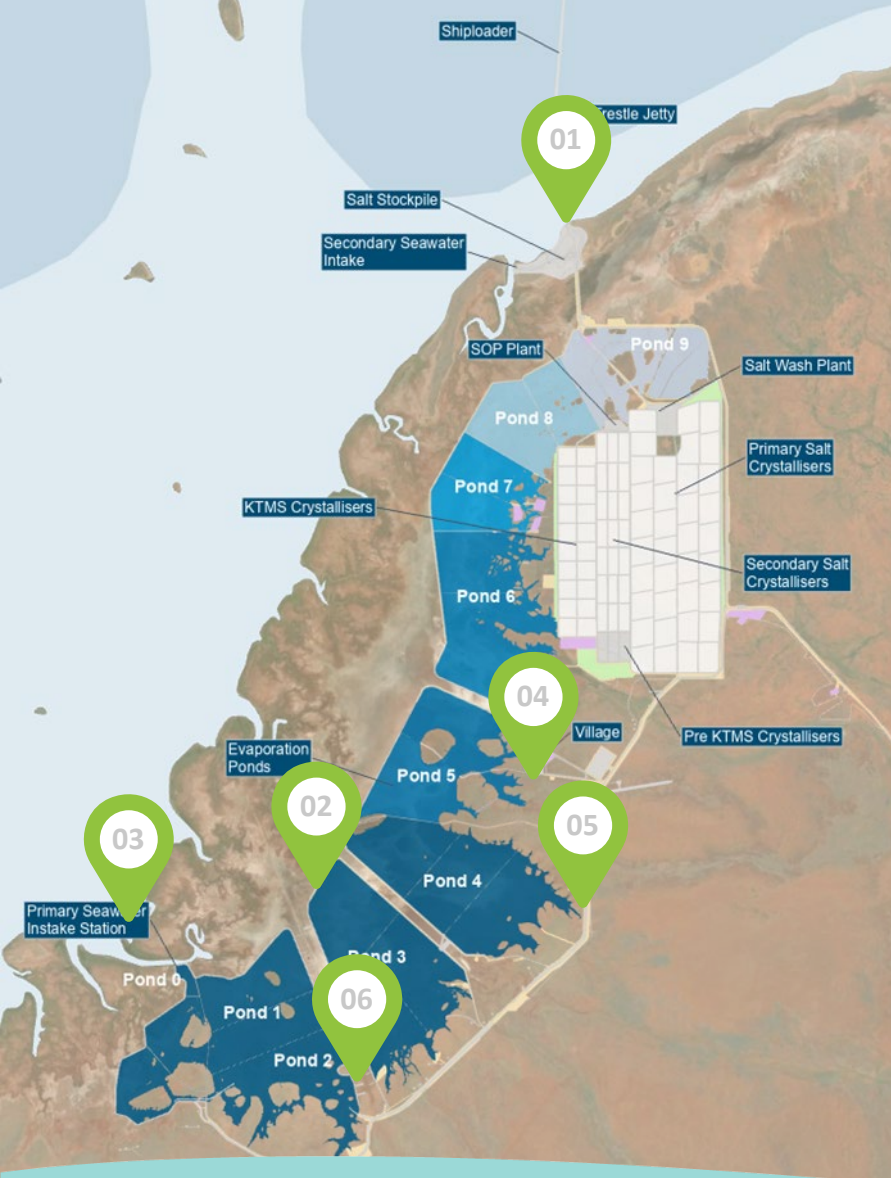 Shiploader
Trestle Jetty
01
Salt Stockpile
Secondary Seawater
Intake
SOP Plant
Pond 9
Salt Wash Plant
Pond 8
Primary Salt
Crystallisers
Pond 7
KTMS Crystallisers
Secondary Salt
Crystallisers
Pond 6
04
Village
Pre KTMS Crystallisers
Evaporation
Ponds
Pond 5
02
05
03
Pond 4
Primary Seawater
Instake Station
Pond 3
Pond 0
06
Pond 1
Pond 2